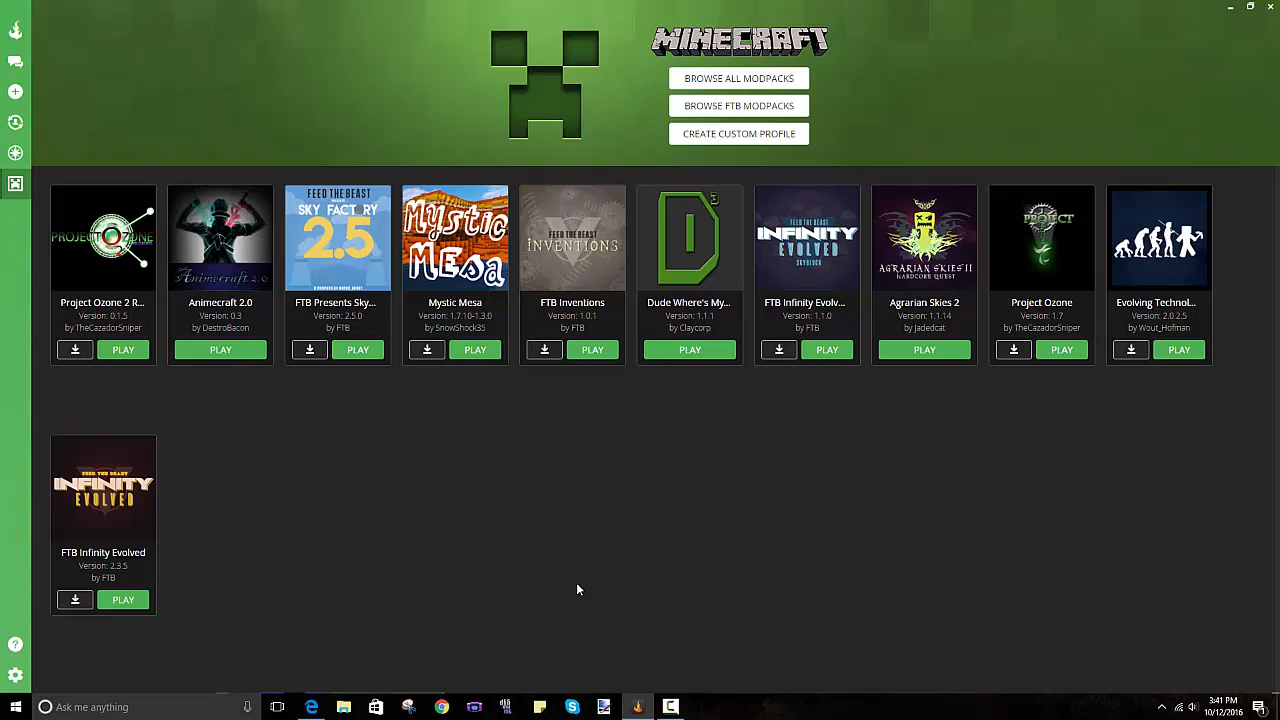 MINECRAFT
BROWSE ALL MODPACKS
BROWSE FTB MODPACKS
CREATE CUSTOM PROFILE
PROJECT OZONE
Animecraft 2.0
FEED THE BEAST
SKY FACTORY
2.5
Mystic
Mesa
FEED THE BEAST
INVENTIONS
D
3
FEED THE BEAST
INFINITY
EVOLVED
SKYBLOCK
AGRARIAN SKIES II
HARDCORE QUEST
PROJECT
Project Ozone 2 R...
Version: 0.1.5
by TheCazadorSniper
PLAY
Animecraft 2.0
Version: 0.3
by DestroBacon
PLAY
FTB Presents Sky...
Version: 2.5.0
by FTB
PLAY
Mystic Mesa
Version: 1.7.10-1.3.0
by SnowShock35
PLAY
FTB Inventions
Version: 1.0.1
by FTB
PLAY
Dude Where's My...
Version: 1.1.1
by Claycorp
PLAY
FTB Infinity Evolv...
Version: 1.1.0
by FTB
PLAY
Agrarian Skies 2
Version: 1.1.14
by Jadedcat
PLAY
Project Ozone
Version: 1.7
by TheCazadorSniper
PLAY
Evolving Technol...
Version: 2.0.2.5
by Wout_Hofman
PLAY
FEED THE BEAST
INFINITY
EVOLVED
FTB Infinity Evolved
Version: 2.3.5
by FTB
PLAY
Ask me anything
3:41 PM
10/12/2016